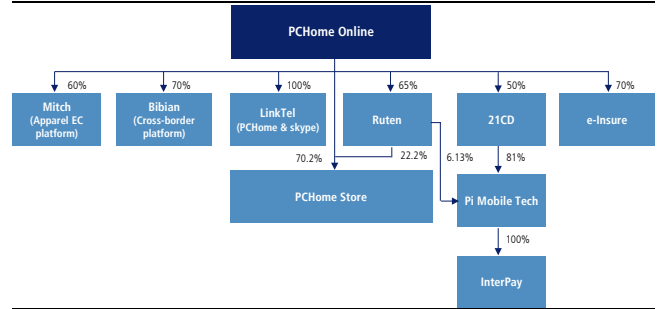 PCHome Online
60%
70%
100%
65%
50%
70%
Mitch
(Apparel EC
platform)
Bibian
(Cross-border
platform)
LinkTel
(PCHome & skype)
Ruten
21CD
e-Insure
70.2%
22.2%
6.13%
81%
PCHome Store
Pi Mobile Tech
100%
InterPay